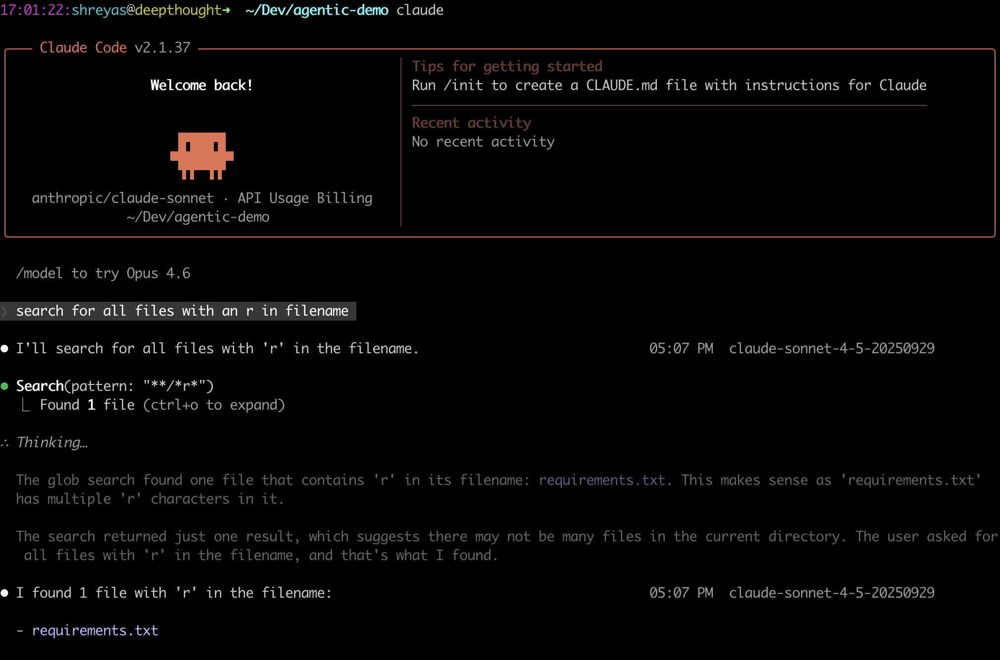 17:01:22:shreyas@deepthought➜  ~/Dev/agentic-demo claude
Claude Code v2.1.37
Welcome back!
anthropic/claude-sonnet · API Usage Billing
~/Dev/agentic-demo
Tips for getting started
Run /init to create a CLAUDE.md file with instructions for Claude
Recent activity
No recent activity
/model to try Opus 4.6
❯ search for all files with an r in filename
● I'll search for all files with 'r' in the filename. 05:07 PM claude-sonnet-4-5-20250929
● Search(pattern: "**/*r*")
⎿ Found 1 file (ctrl+o to expand)
∴ Thinking…
The glob search found one file that contains 'r' in its filename: requirements.txt. This makes sense as 'requirements.txt'
has multiple 'r' characters in it.
The search returned just one result, which suggests there may not be many files in the current directory. The user asked for
all files with 'r' in the filename, and that's what I found.
● I found 1 file with 'r' in the filename: 05:07 PM claude-sonnet-4-5-20250929
- requirements.txt